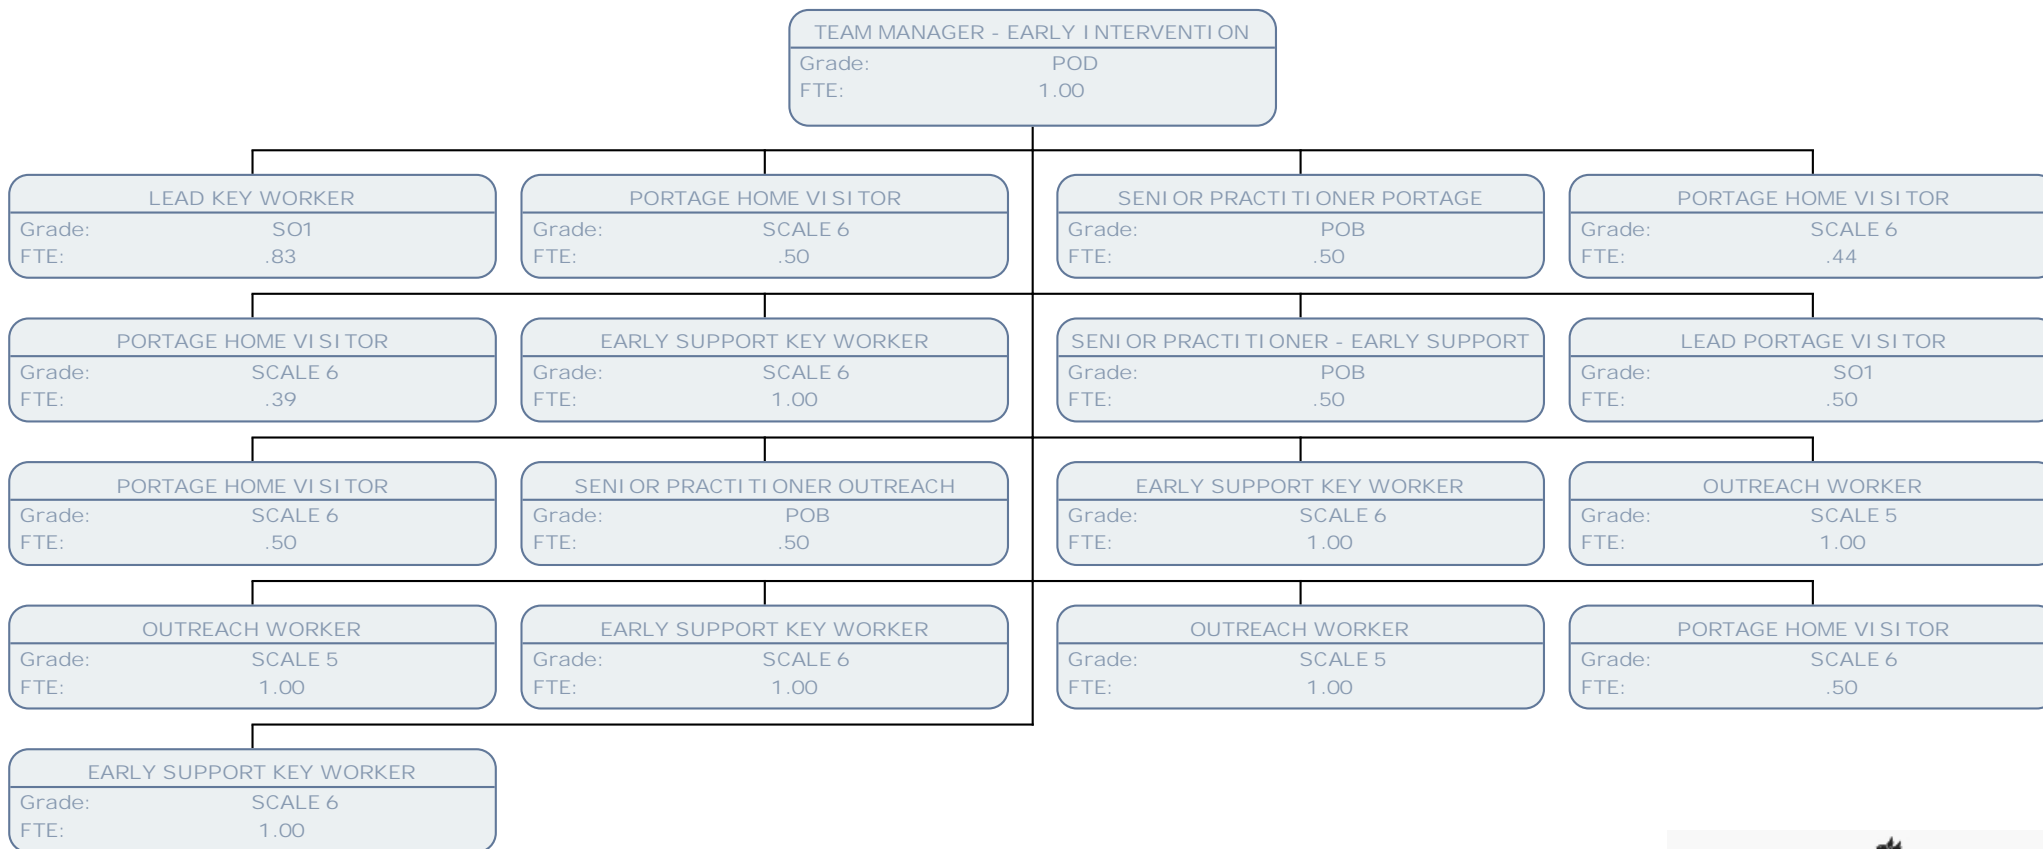 TEAM MANAGER - EARLY INTERVENTION
Grade: POD
FTE: 1.00
LEAD KEY WORKER
Grade: SO1
FTE: .83
PORTAGE HOME VISITOR
Grade: SCALE 6
FTE: .50
SENIOR PRACTITIONER PORTAGE
Grade: POB
FTE: .50
PORTAGE HOME VISITOR
Grade: SCALE 6
FTE: .44
PORTAGE HOME VISITOR
Grade: SCALE 6
FTE: .39
EARLY SUPPORT KEY WORKER
Grade: SCALE 6
FTE: 1.00
SENIOR PRACTITIONER - EARLY SUPPORT
Grade: POB
FTE: .50
LEAD PORTAGE VISITOR
Grade: SO1
FTE: .50
PORTAGE HOME VISITOR
Grade: SCALE 6
FTE: .50
SENIOR PRACTITIONER OUTREACH
Grade: POB
FTE: .50
EARLY SUPPORT KEY WORKER
Grade: SCALE 6
FTE: 1.00
OUTREACH WORKER
Grade: SCALE 5
FTE: 1.00
OUTREACH WORKER
Grade: SCALE 5
FTE: 1.00
EARLY SUPPORT KEY WORKER
Grade: SCALE 6
FTE: 1.00
OUTREACH WORKER
Grade: SCALE 5
FTE: 1.00
PORTAGE HOME VISITOR
Grade: SCALE 6
FTE: .50
EARLY SUPPORT KEY WORKER
Grade: SCALE 6
FTE: 1.00